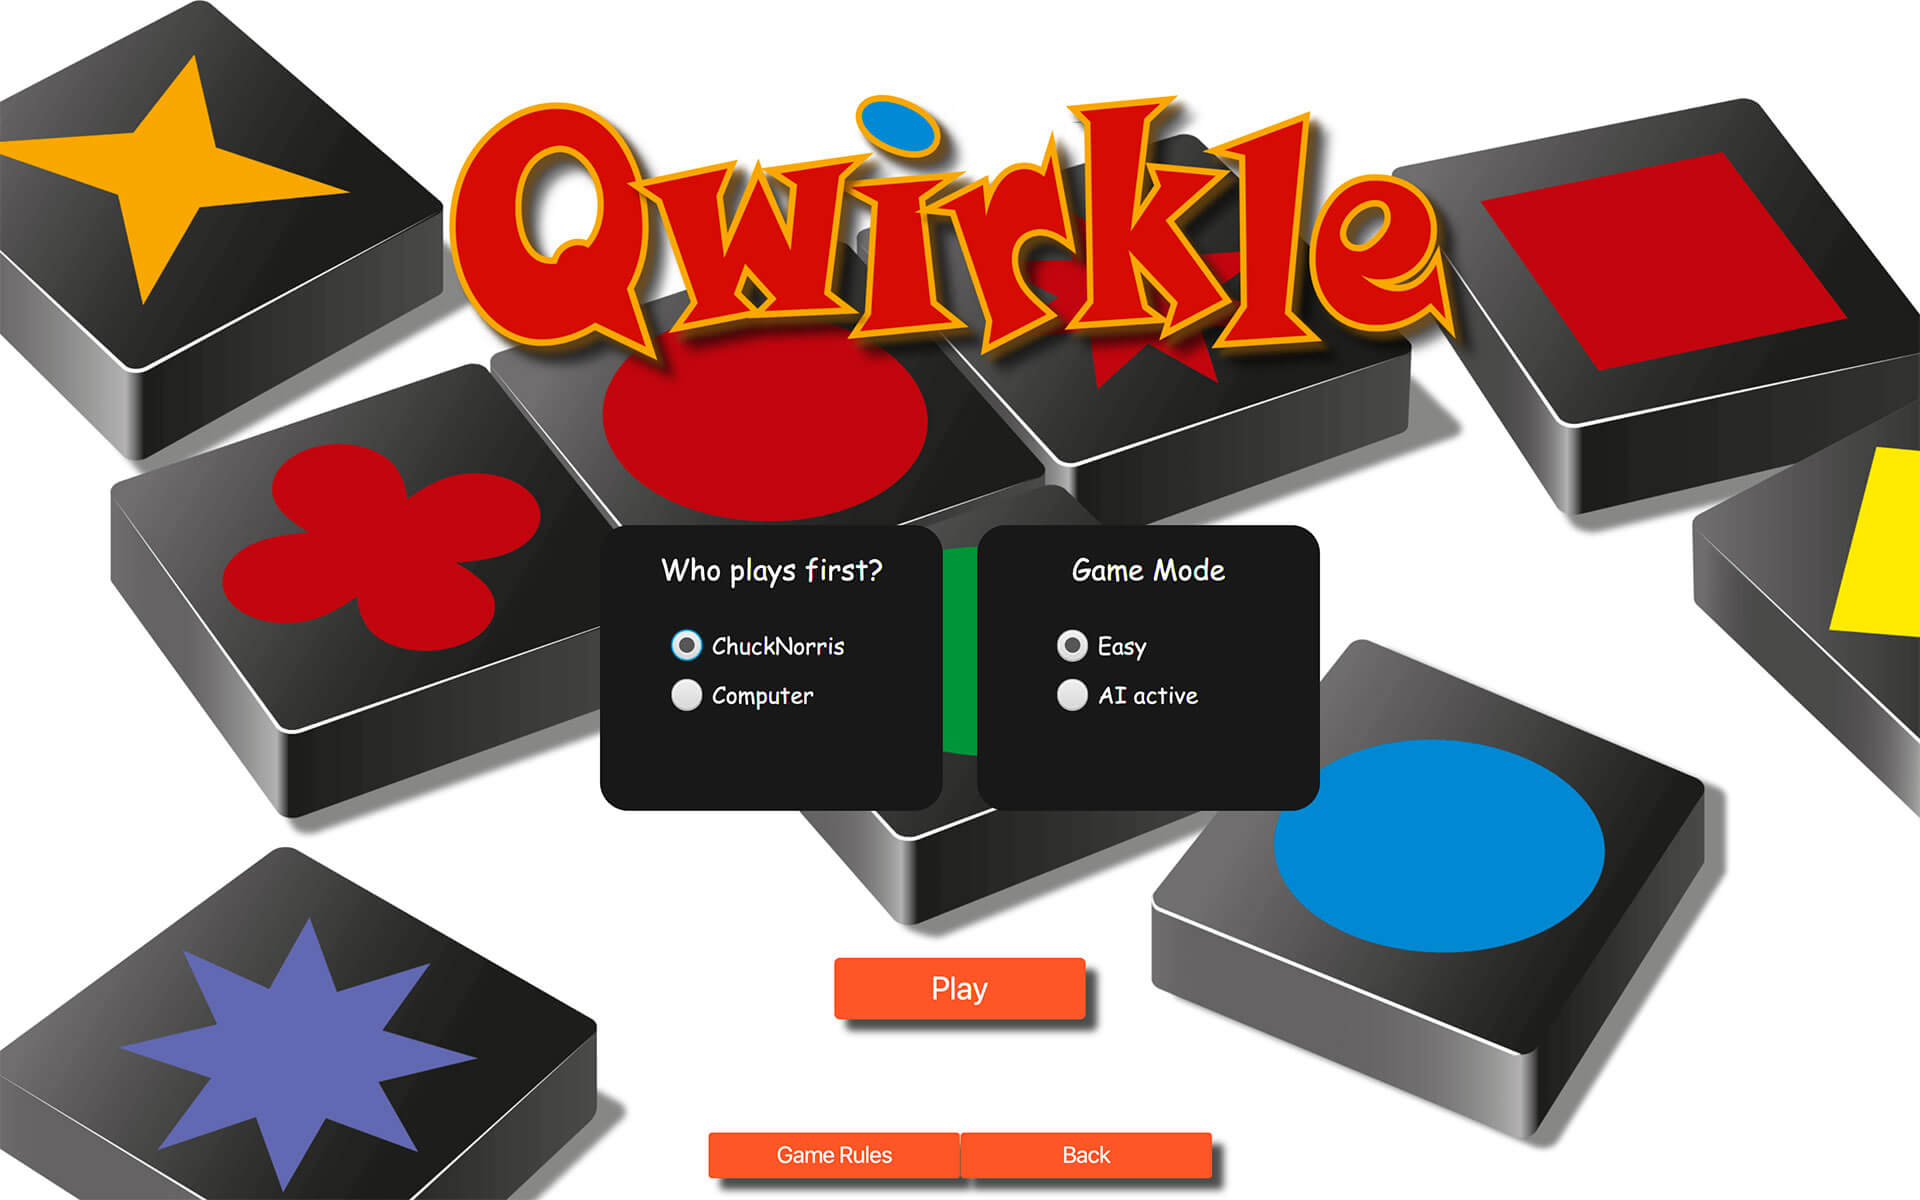 Qwirkle
Who plays first?
ChuckNorris
Computer
Game Mode
Easy
AI active
Play
Game Rules
Back